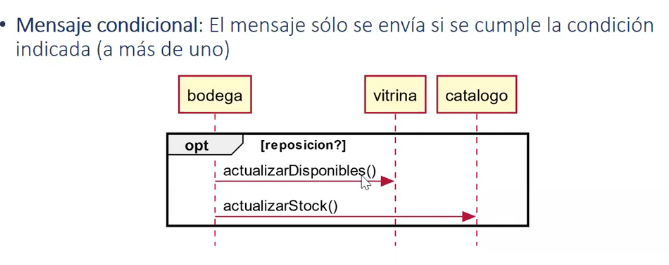 • Mensaje condicional: El mensaje sólo se envía si se cumple la condición
indicada (a más de uno)
bodega vitrina catalogo
opt [reposicion?]
actualizarDisponibles()
actualizarStock()